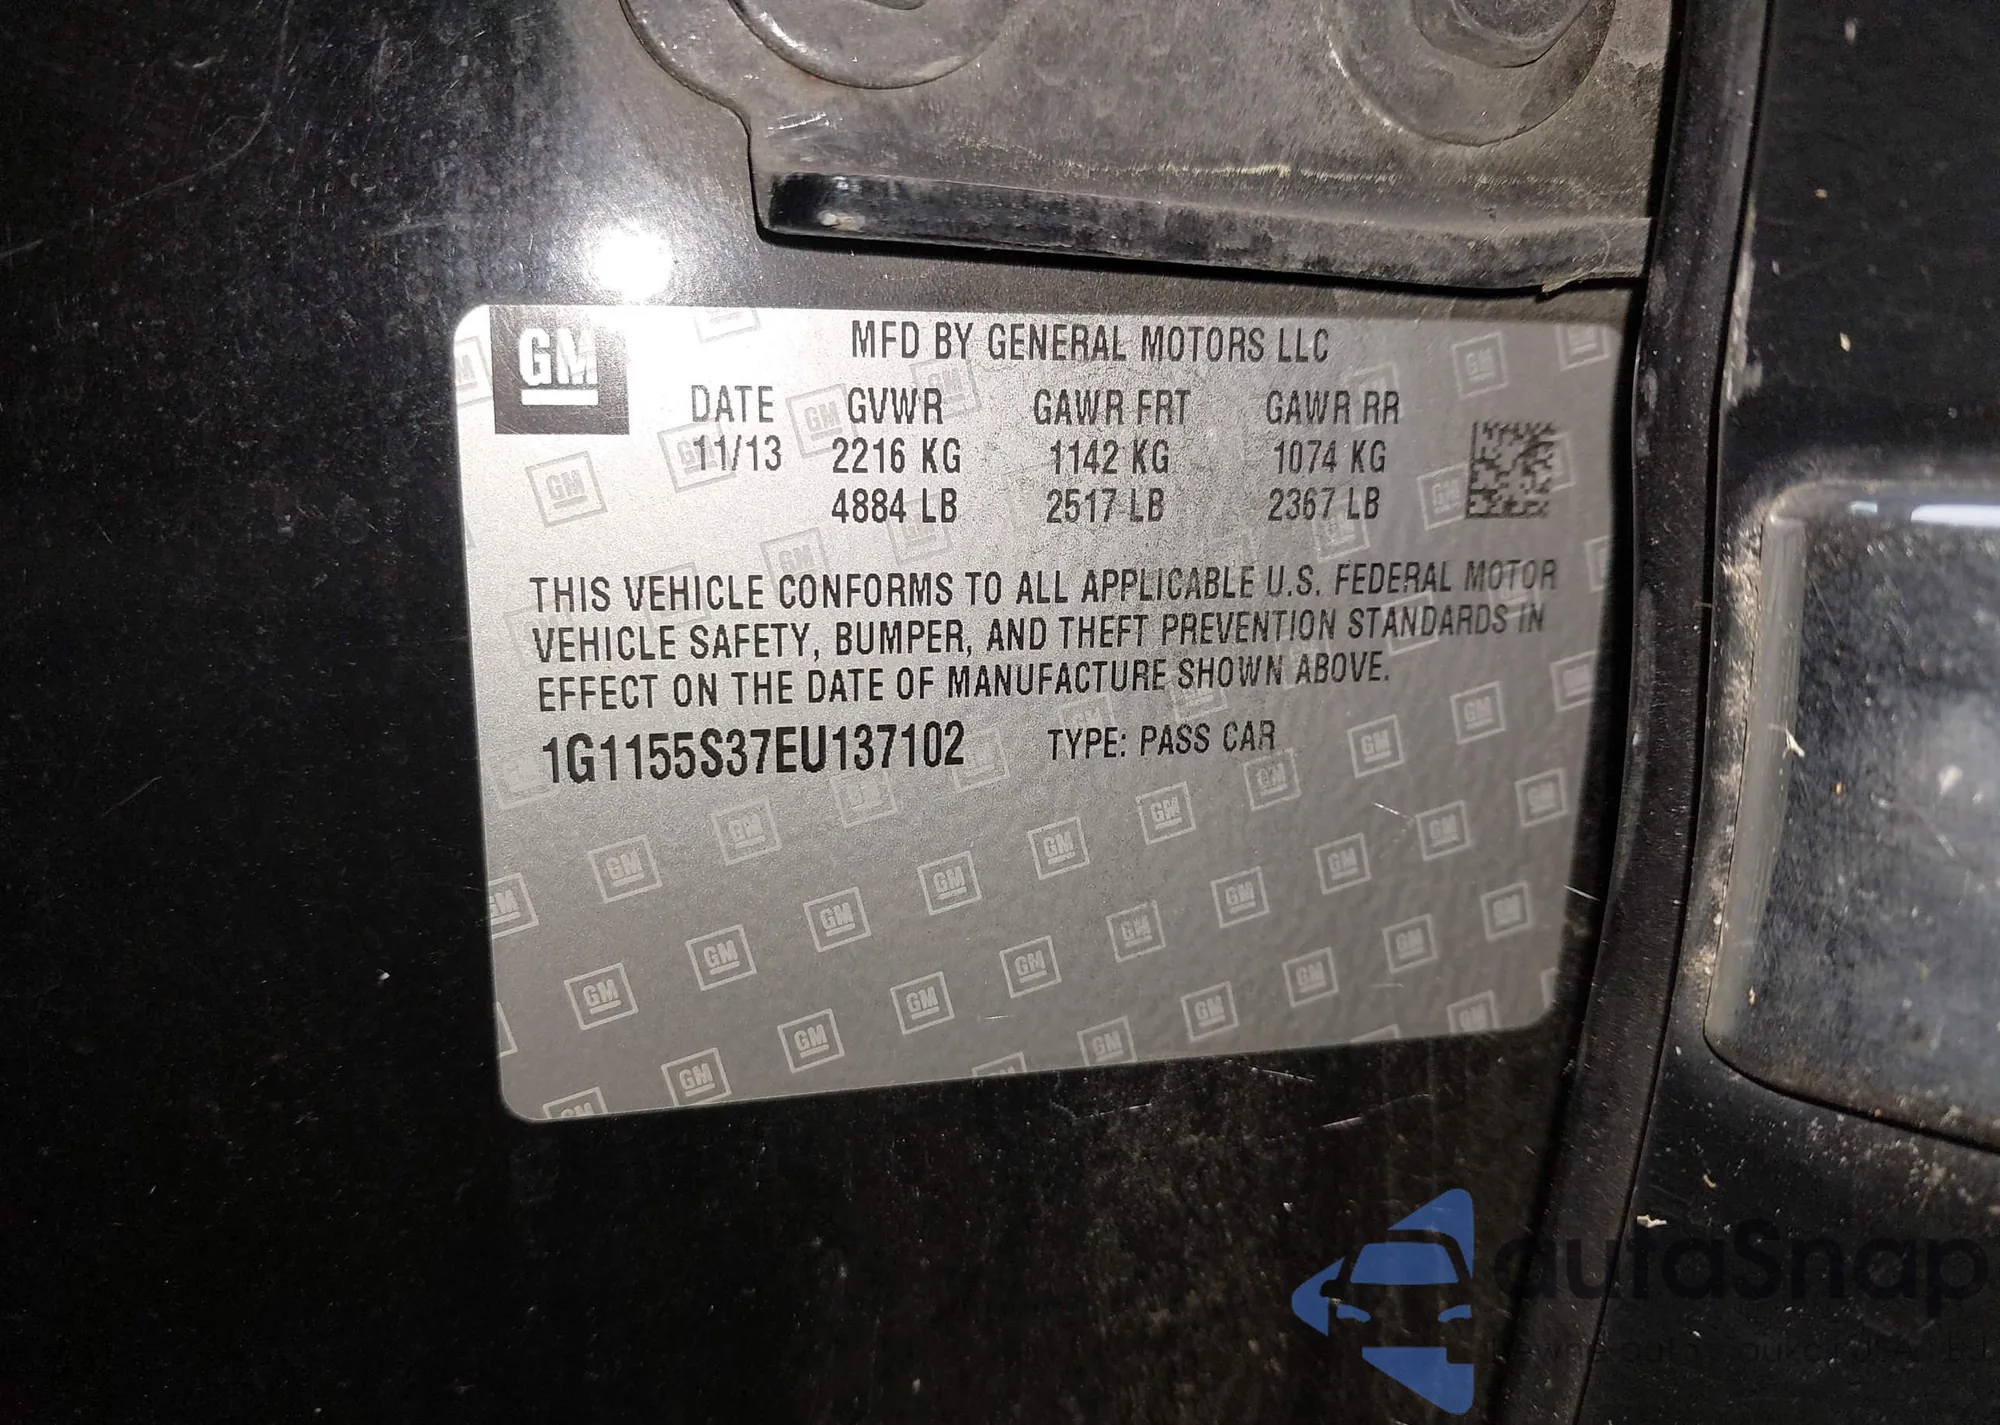 GM
MFD BY GENERAL MOTORS LLC
DATE GVWR GAWR FRT GAWR RR
11/13 2216 KG 1142 KG 1074 KG
4884 LB 2517 LB 2367 LB
THIS VEHICLE CONFORMS TO ALL APPLICABLE U.S. FEDERAL MOTOR
VEHICLE SAFETY, BUMPER, AND THEFT PREVENTION STANDARDS IN
EFFECT ON THE DATE OF MANUFACTURE SHOWN ABOVE.
1G1155S37EU137102 TYPE: PASS CAR
autaSnap